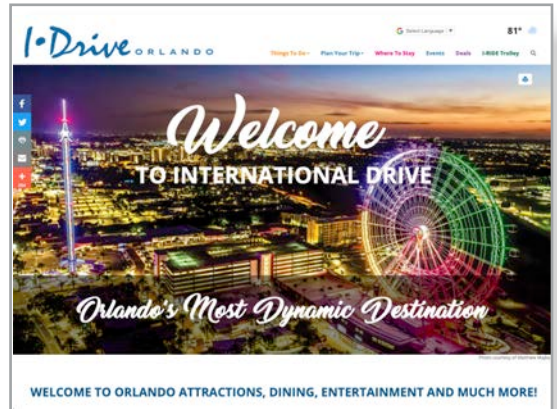 I•Drive ORLANDO
Select Language ▼
81°
Things To Do
Plan Your Trip
Where To Stay
Events
Deals
I-RIDE Trolley
Welcome
TO INTERNATIONAL DRIVE
Orlando's Most Dynamic Destination
WELCOME TO ORLANDO ATTRACTIONS, DINING, ENTERTAINMENT AND MUCH MORE!